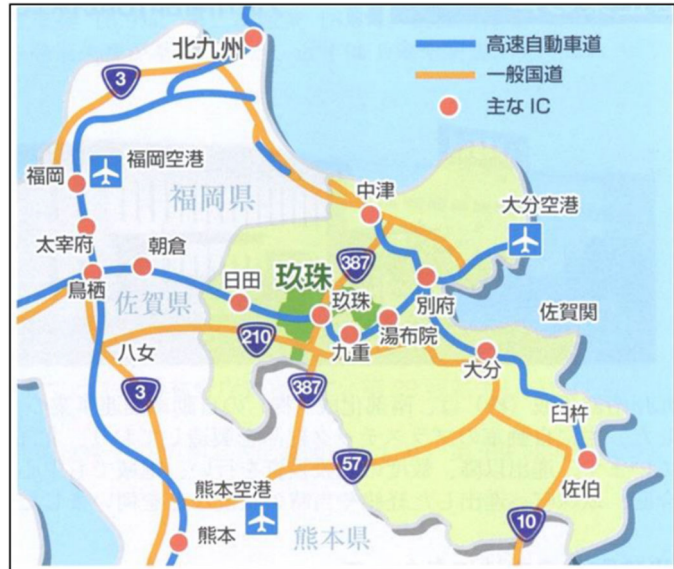 北九州
高速自動車道
一般国道
主なIC
3
福岡空港
福岡
福岡県
中津
大分空港
太宰府
朝倉
387
日田
玖珠
玖珠
別府
鳥栖
佐賀県
佐賀関
210
九重
湯布院
八女
大分
3
387
臼杵
57
佐伯
熊本空港
10
熊本
熊本県